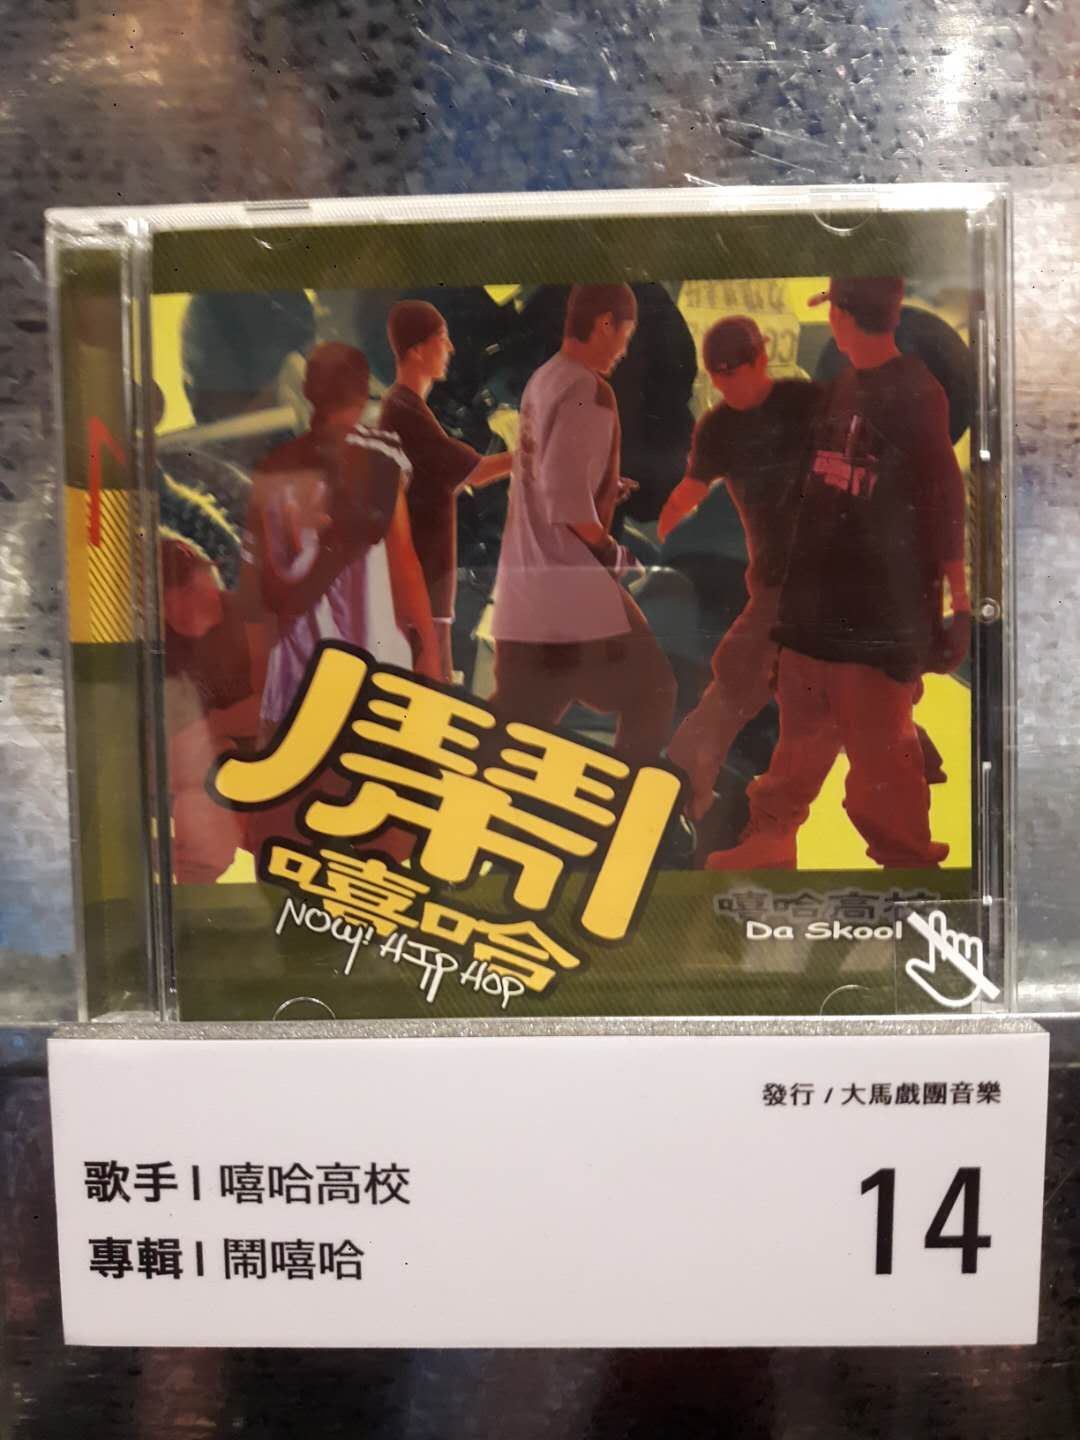 鬧
嘻哈
NOW! HIP HOP
嘻哈高校
Da Skool
發行 / 大馬戲團音樂
歌手 | 嘻哈高校
專輯 | 鬧嘻哈
14